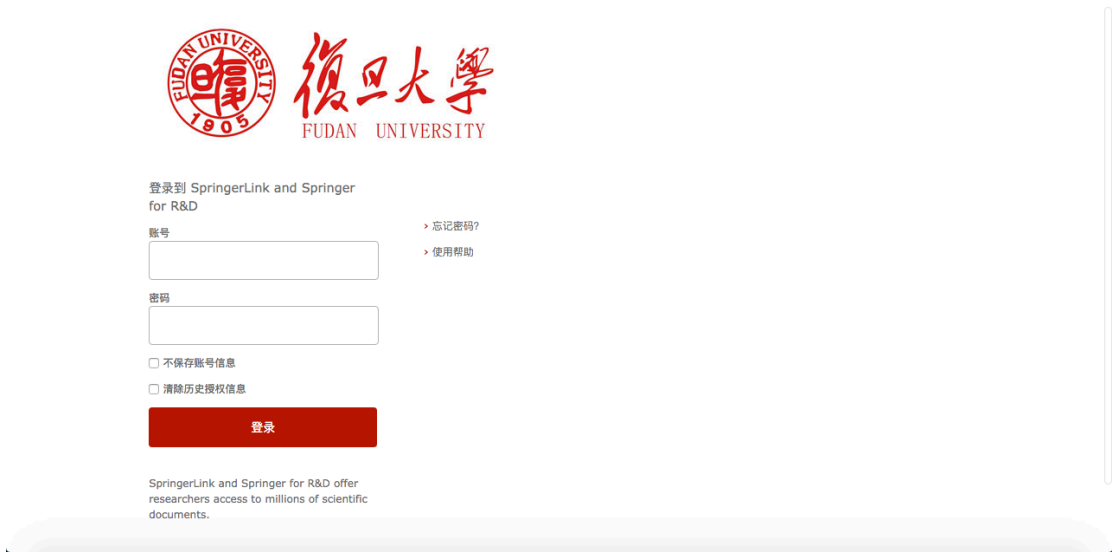 FUDAN UNIVERSITY
1905
復旦大學
FUDAN UNIVERSITY
登录到 SpringerLink and Springer
for R&D
账号
密码
不保存账号信息
清除历史授权信息
登录
SpringerLink and Springer for R&D offer
researchers access to millions of scientific
documents.
› 忘记密码?
› 使用帮助